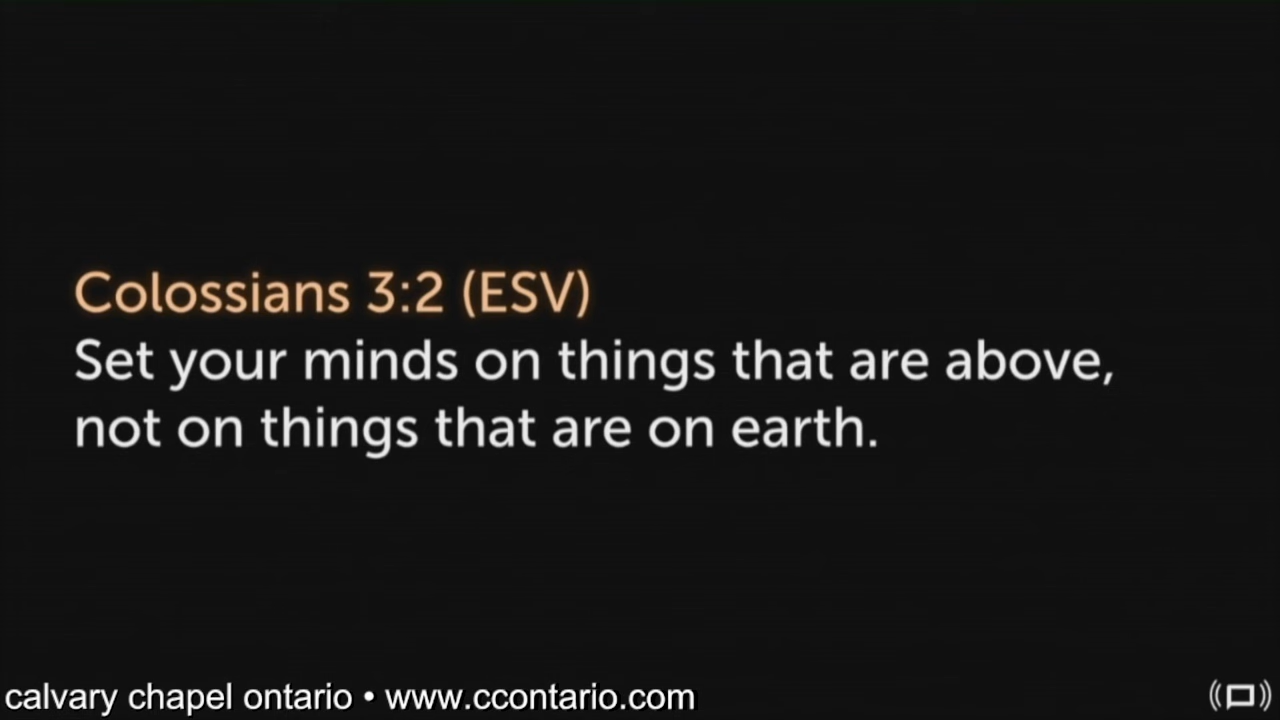 Colossians 3:2 (ESV)
Set your minds on things that are above,
not on things that are on earth.
calvary chapel ontario • www.ccontario.com